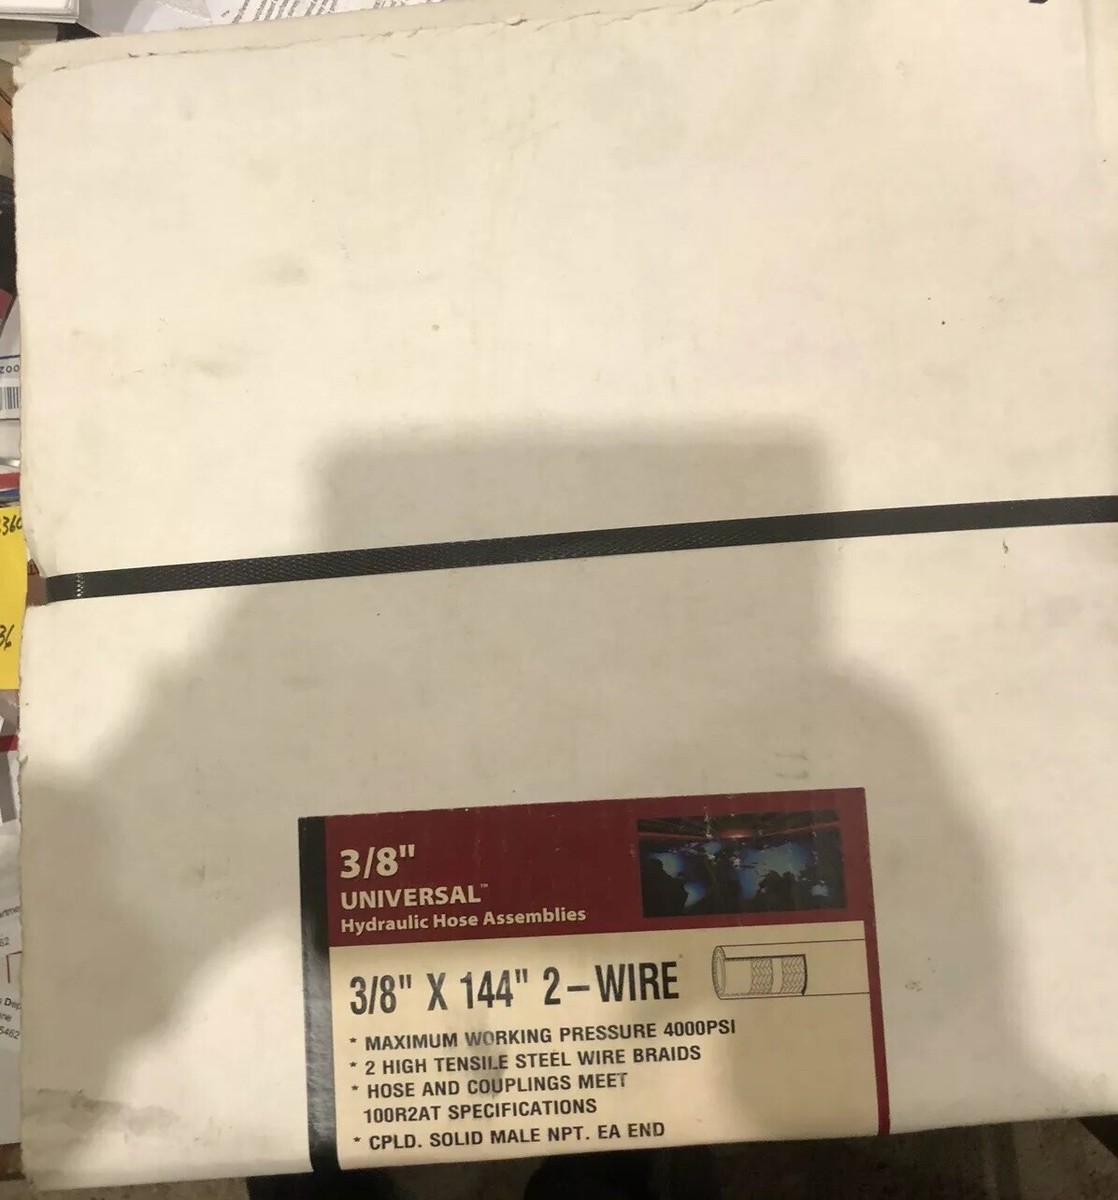 3/8"
UNIVERSAL™
Hydraulic Hose Assemblies
3/8" X 144" 2-WIRE
* MAXIMUM WORKING PRESSURE 4000PSI
* 2 HIGH TENSILE STEEL WIRE BRAIDS
* HOSE AND COUPLINGS MEET
100R2AT SPECIFICATIONS
* CPLD. SOLID MALE NPT. EA END